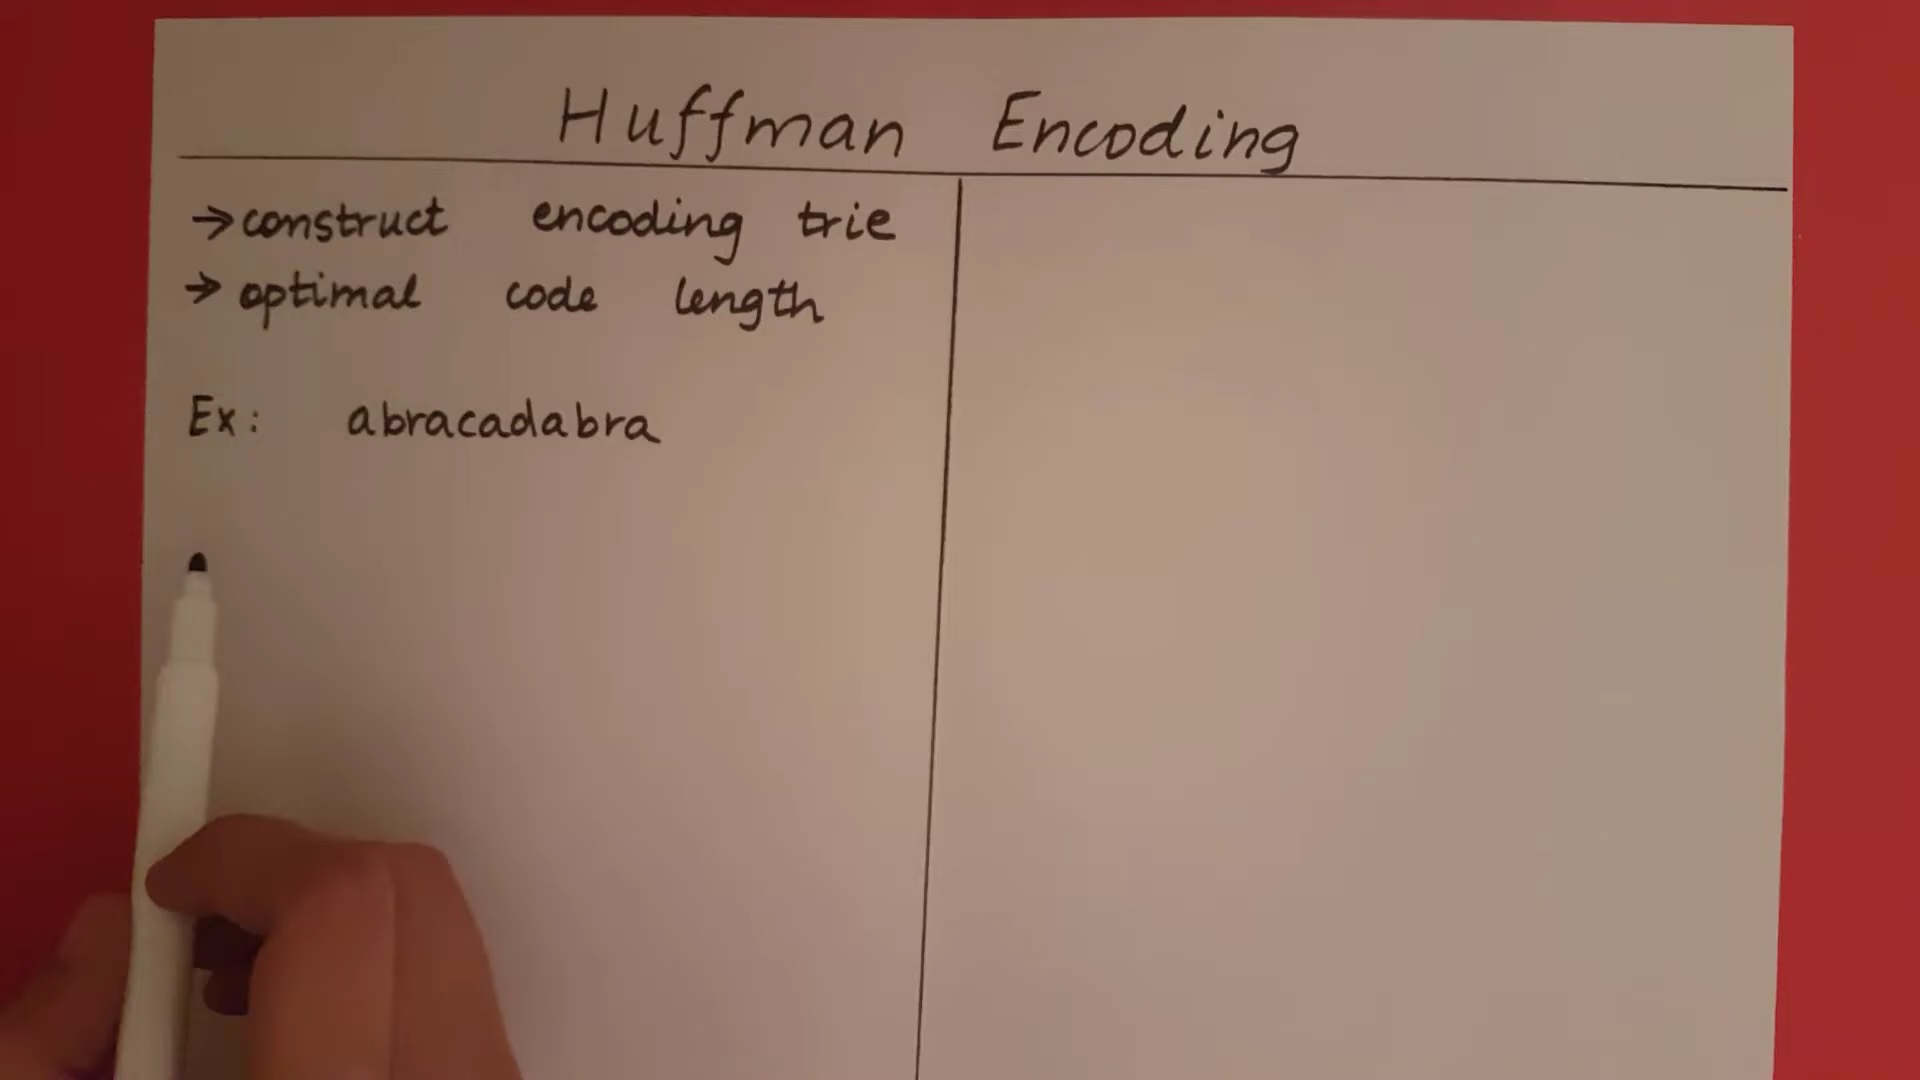 Huffman Encoding
→ construct encoding trie
→ optimal code length
Ex: abracadabra